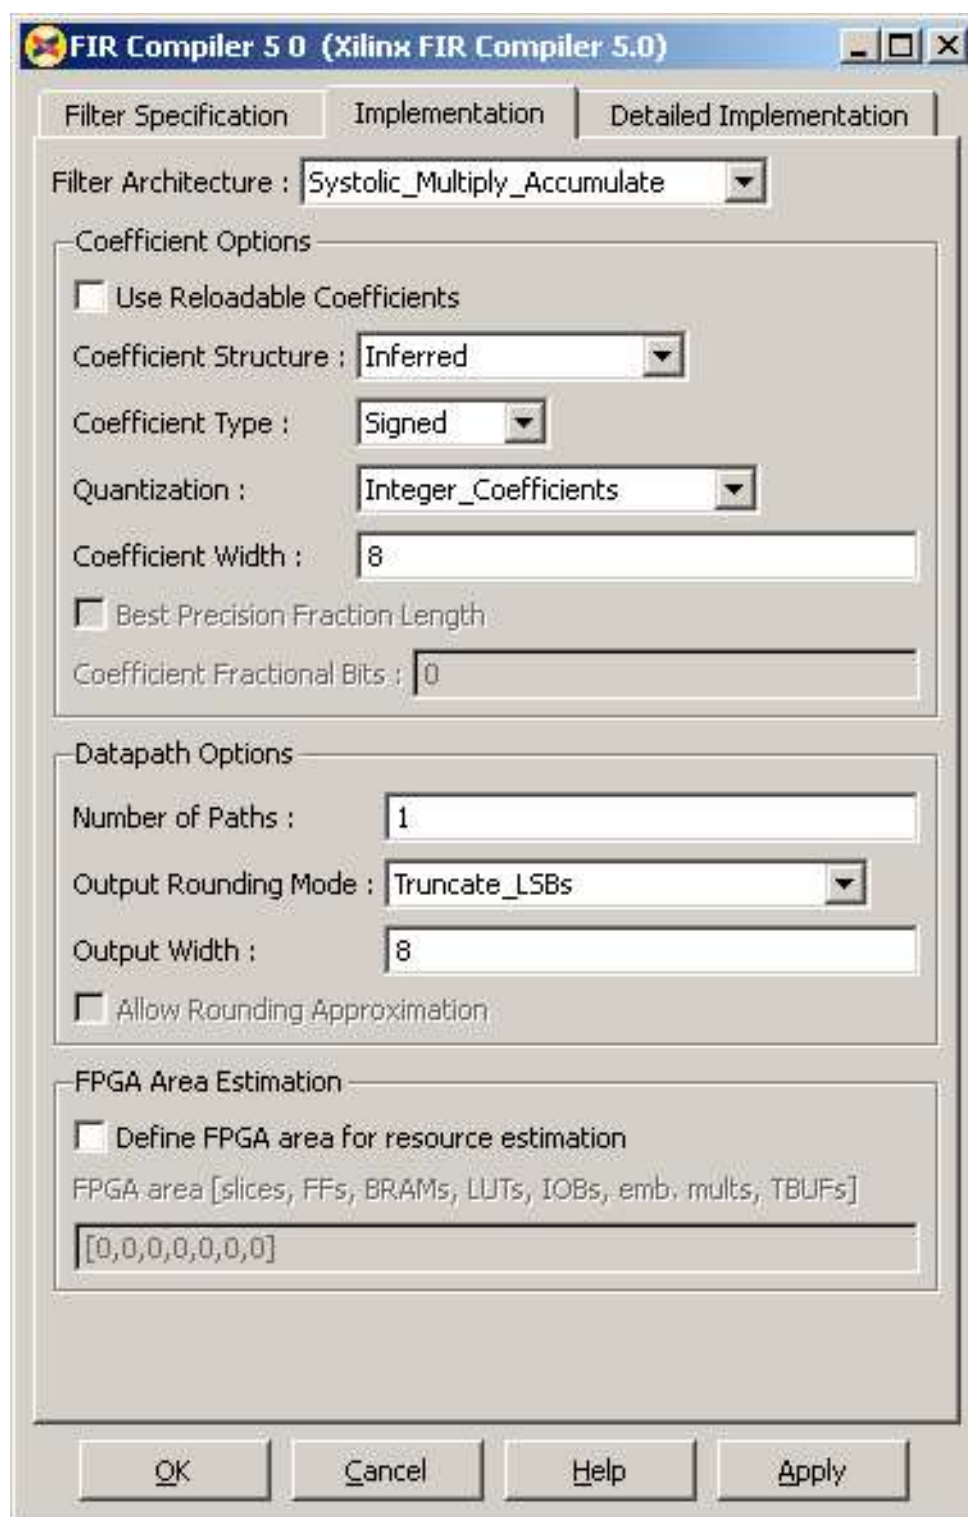 FIR Compiler 5 0 (Xilinx FIR Compiler 5.0)
Filter Specification Implementation Detailed Implementation
Filter Architecture : Systolic_Multiply_Accumulate
Coefficient Options
Use Reloadable Coefficients
Coefficient Structure : Inferred
Coefficient Type : Signed
Quantization : Integer_Coefficients
Coefficient Width : 8
Best Precision Fraction Length
Coefficient Fractional Bits : 0
Datapath Options
Number of Paths : 1
Output Rounding Mode : Truncate_LSBs
Output Width : 8
Allow Rounding Approximation
FPGA Area Estimation
Define FPGA area for resource estimation
FPGA area [slices, FFs, BRAMs, LUTs, IOBs, emb. mults, TBUFs]
[0,0,0,0,0,0,0]
OK Cancel Help Apply